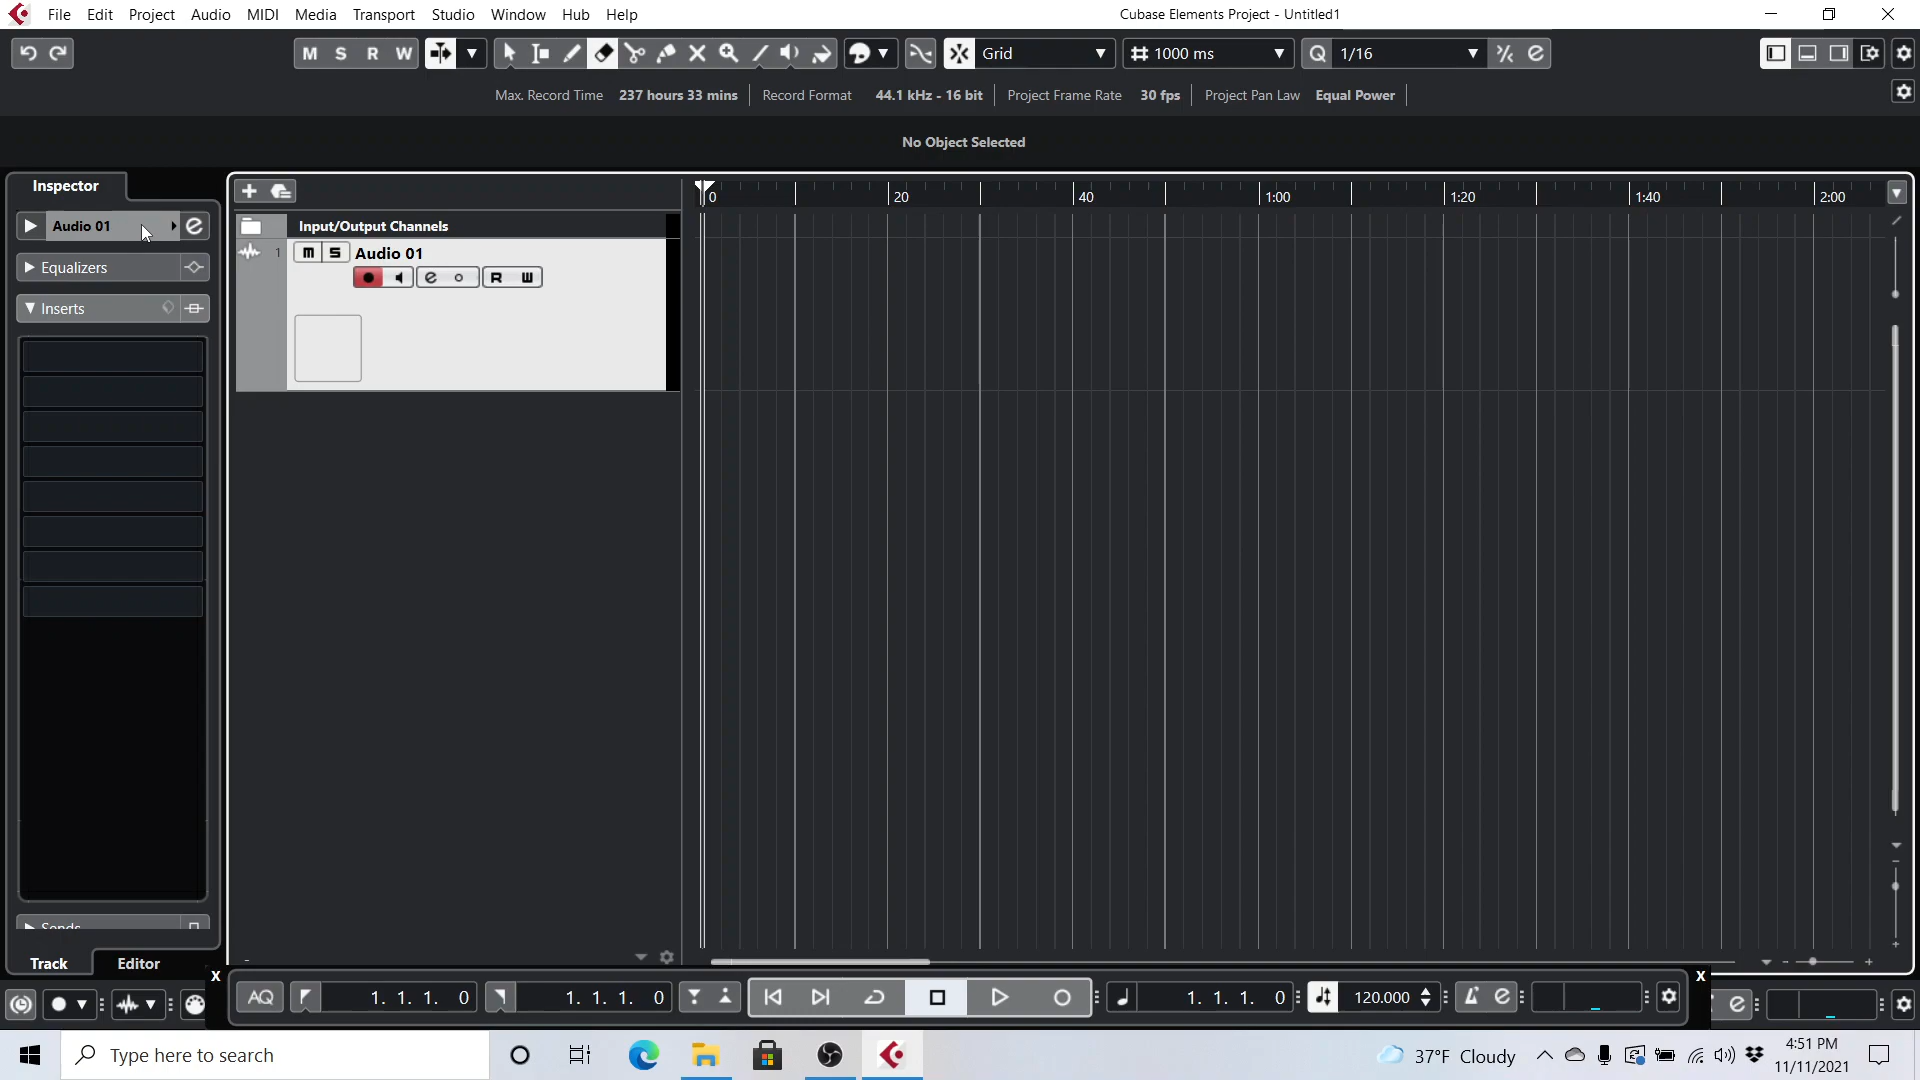 File Edit Project Audio MIDI Media Transport Studio Window Hub Help
Cubase Elements Project - Untitled1
M S R W Grid 1000 ms Q 1/16
Max. Record Time 237 hours 33 mins Record Format 44.1 kHz - 16 bit Project Frame Rate 30 fps Project Pan Law Equal Power
No Object Selected
Inspector
0 20 40 1:00 1:20 1:40 2:00
Audio 01 e
Input/Output Channels
1 m S Audio 01
e R W
Equalizers
Inserts
Sends
Track Editor
X X
AQ 1. 1. 1. 0 1. 1. 1. 0 1. 1. 1. 0 120.000 e e
Type here to search
37°F Cloudy
4:51 PM
11/11/2021